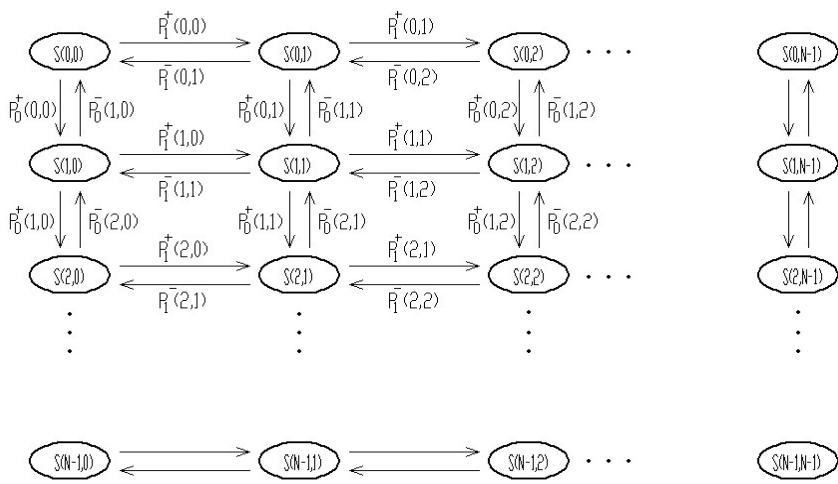 P₁⁺(0,0) P₁⁺(0,1)
S(0,0) S(0,1) S(0,2) · · · S(0,N-1)
P₁⁻(0,1) P₁⁻(0,2)
P₀⁺(0,0) P₀⁻(1,0) P₀⁺(0,1) P₀⁻(1,1) P₀⁺(0,2) P₀⁻(1,2)
P₁⁺(1,0) P₁⁺(1,1)
S(1,0) S(1,1) S(1,2) · · · S(1,N-1)
P₁⁻(1,1) P₁⁻(1,2)
P₀⁺(1,0) P₀⁻(2,0) P₀⁺(1,1) P₀⁻(2,1) P₀⁺(1,2) P₀⁻(2,2)
P₁⁺(2,0) P₁⁺(2,1)
S(2,0) S(2,1) S(2,2) · · · S(2,N-1)
P₁⁻(2,1) P₁⁻(2,2)
S(N-1,0) S(N-1,1) S(N-1,2) · · · S(N-1,N-1)